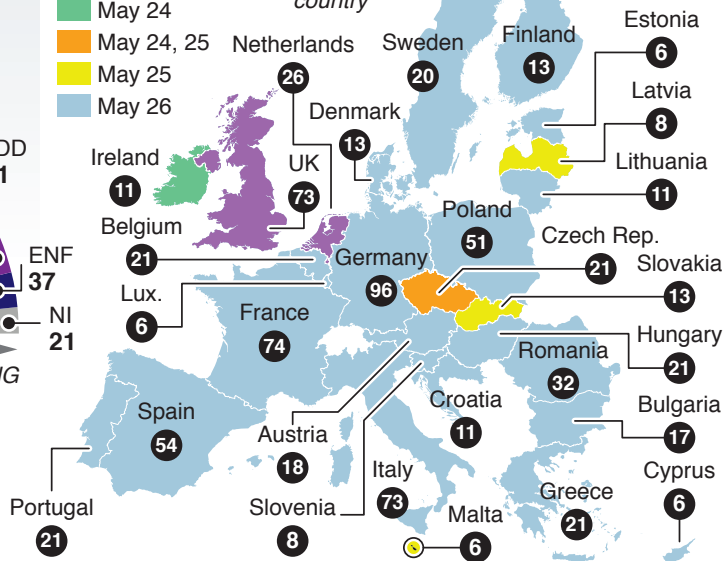 country
May 24
May 24, 25
May 25
May 26
Netherlands
26
Sweden
20
Finland
13
Estonia
6
Latvia
8
Lithuania
11
Denmark
13
Ireland
11
UK
73
Belgium
21
Lux.
6
Germany
96
Poland
51
Czech Rep.
21
Slovakia
13
Hungary
21
France
74
Romania
32
Bulgaria
17
Spain
54
Austria
18
Croatia
11
Cyprus
6
Portugal
21
Slovenia
8
Italy
73
Malta
6
Greece
21
ENF
37
NI
21